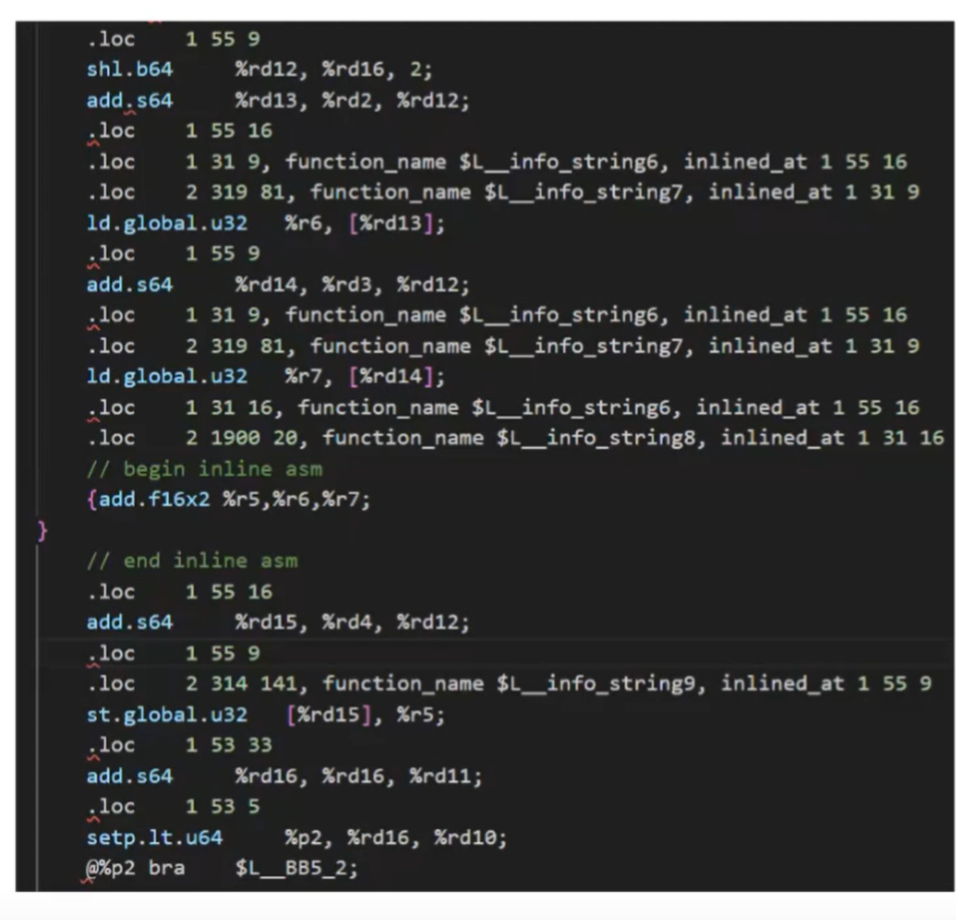 .loc 1 55 9
shl.b64 %rd12, %rd16, 2;
add.s64 %rd13, %rd2, %rd12;
.loc 1 55 16
.loc 1 31 9, function_name $L__info_string6, inlined_at 1 55 16
.loc 2 319 81, function_name $L__info_string7, inlined_at 1 31 9
ld.global.u32 %r6, [%rd13];
.loc 1 55 9
add.s64 %rd14, %rd3, %rd12;
.loc 1 31 9, function_name $L__info_string6, inlined_at 1 55 16
.loc 2 319 81, function_name $L__info_string7, inlined_at 1 31 9
ld.global.u32 %r7, [%rd14];
.loc 1 31 16, function_name $L__info_string6, inlined_at 1 55 16
.loc 2 1900 20, function_name $L__info_string8, inlined_at 1 31 16
// begin inline asm
{add.f16x2 %r5,%r6,%r7;
}
// end inline asm
.loc 1 55 16
add.s64 %rd15, %rd4, %rd12;
.loc 1 55 9
.loc 2 314 141, function_name $L__info_string9, inlined_at 1 55 9
st.global.u32 [%rd15], %r5;
.loc 1 53 33
add.s64 %rd16, %rd16, %rd11;
.loc 1 53 5
setp.lt.u64 %p2, %rd16, %rd10;
@%p2 bra $L__BB5_2;